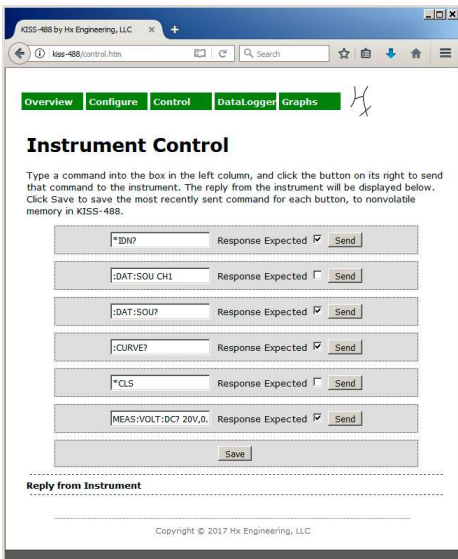 KISS-488 by Hx Engineering, LLC
kiss-488/control.htm
Search
Overview Configure Control DataLogger Graphs Hx
Instrument Control
Type a command into the box in the left column, and click the button on its right to send
that command to the instrument. The reply from the instrument will be displayed below.
Click Save to save the most recently sent command for each button, to nonvolatile
memory in KISS-488.
*IDN? Response Expected Send
:DAT:SOU CH1 Response Expected Send
:DAT:SOU? Response Expected Send
:CURVE? Response Expected Send
*CLS Response Expected Send
MEAS:VOLT:DC? 20V,0. Response Expected Send
Save
Reply from Instrument
Copyright © 2017 Hx Engineering, LLC